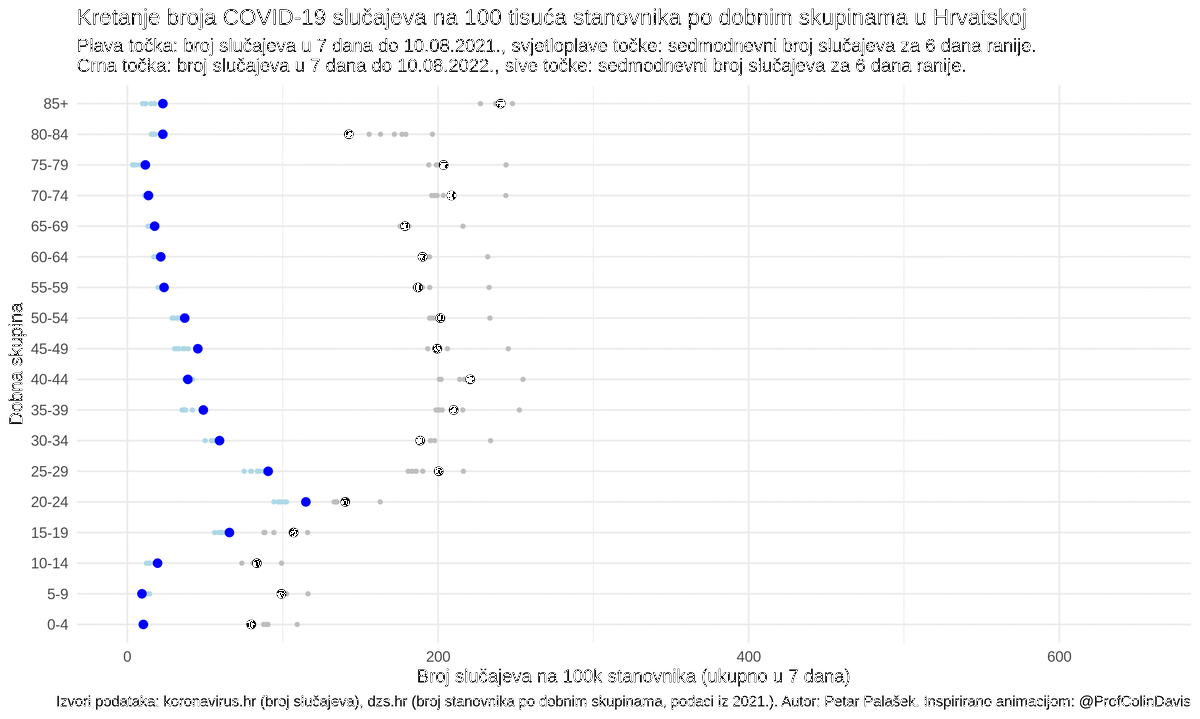 Kretanje broja COVID-19 slučajeva na 100 tisuća stanovnika po dobnim skupinama u Hrvatskoj
Plava točka: broj slučajeva u 7 dana do 10.08.2021., svjetloplave točke: sedmodnevni broj slučajeva za 6 dana ranije.
Crna točka: broj slučajeva u 7 dana do 10.08.2022., sive točke: sedmodnevni broj slučajeva za 6 dana ranije.
Dobna skupina
85+
80-84
75-79
70-74
65-69
60-64
55-59
50-54
45-49
40-44
35-39
30-34
25-29
20-24
15-19
10-14
5-9
0-4
0 200 400 600
Broj slučajeva na 100k stanovnika (ukupno u 7 dana)
Izvori podataka: koronavirus.hr (broj slučajeva), dzs.hr (broj stanovnika po dobnim skupinama, podaci iz 2021.). Autor: Petar Palašek. Inspirirano animacijom: @ProfColinDavis